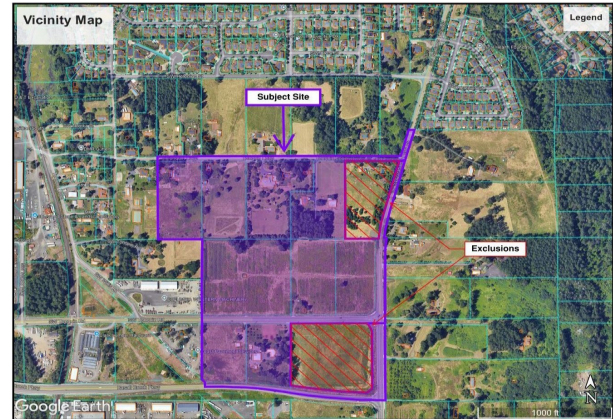 Vicinity Map
Legend
Subject Site
Exclusions
Google Earth
N
1000 ft